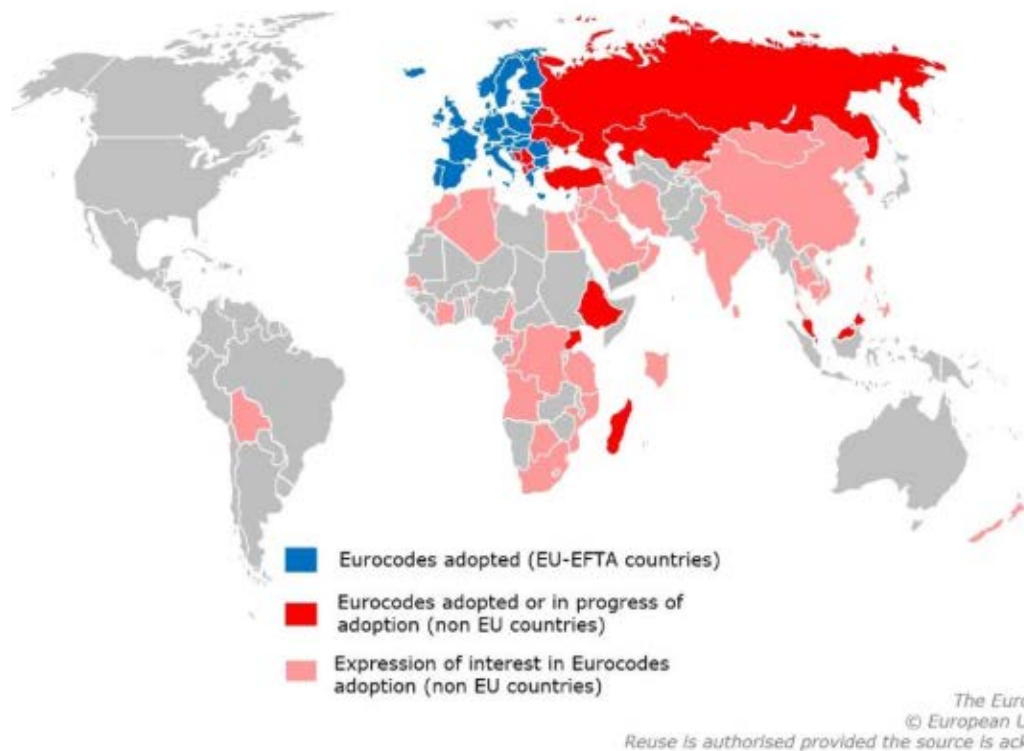 Eurocodes adopted (EU-EFTA countries)
Eurocodes adopted or in progress of
adoption (non EU countries)
Expression of interest in Eurocodes
adoption (non EU countries)
The Euro
© European U
Reuse is authorised provided the source is ack